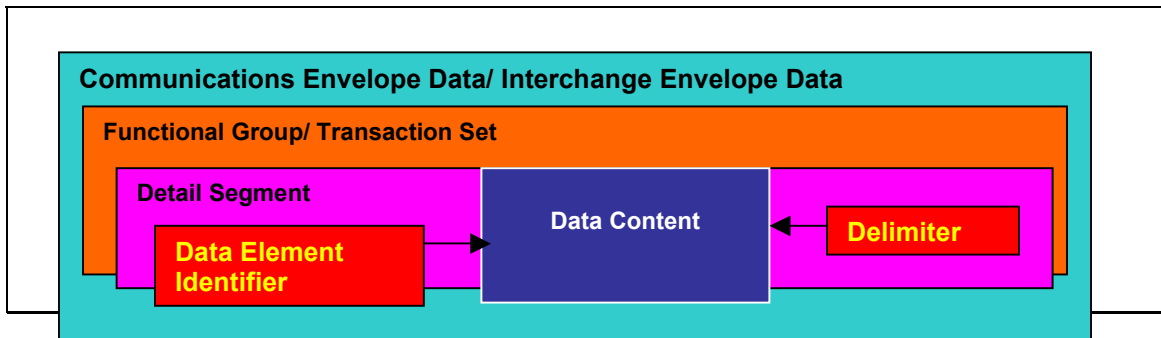 Communications Envelope Data/ Interchange Envelope Data
Functional Group/ Transaction Set
Detail Segment
Data Content
Data Element
Identifier
Delimiter